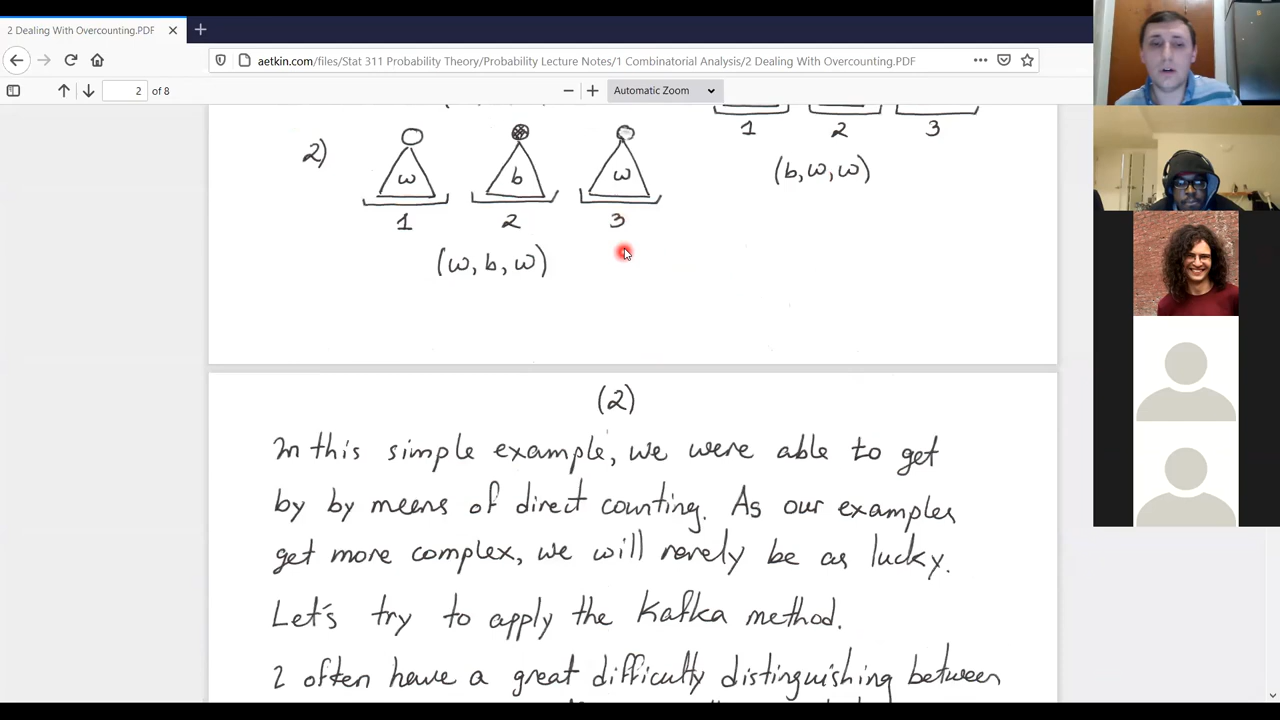 2 Dealing With Overcounting.PDF
aetkin.com/files/Stat 311 Probability Theory/Probability Lecture Notes/1 Combinatorial Analysis/2 Dealing With Overcounting.PDF
2 of 8
Automatic Zoom
1 2 3
(b, w, w)
2)
w b w
1 2 3
(w, b, w)
(2)
In this simple example, we were able to get
by by means of direct counting. As our examples
get more complex, we will rarely be as lucky.
Let's try to apply the Kafka method.
I often have a great difficulty distinguishing between